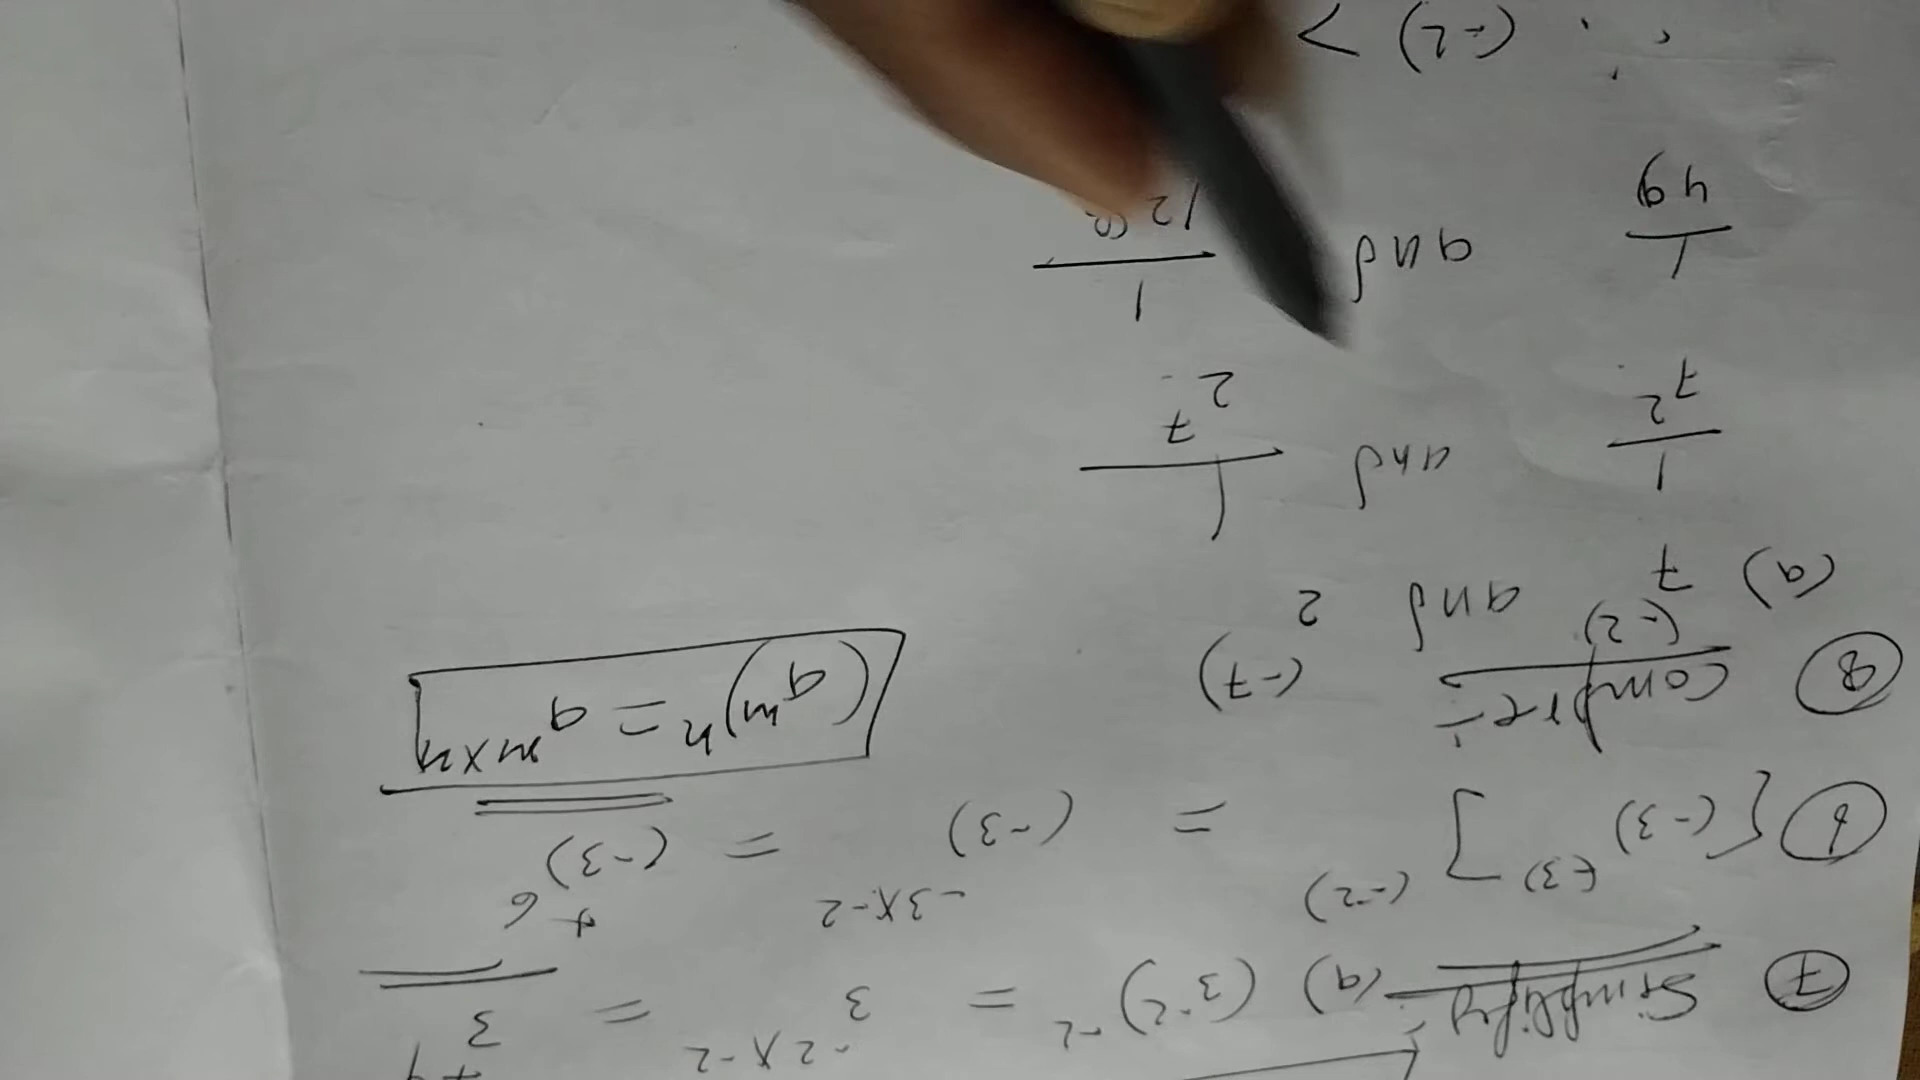 ⑦ Simplify :- (a) (3⁻²)⁻² = 3⁻²ˣ⁻² = 3⁺⁴
ⓑ {(-3)⁽⁻³⁾]⁽⁻²⁾ = (-3)⁻³ˣ⁻² = (-3)⁺⁶
(aᵐ)ⁿ = aᵐˣⁿ
⑧ Compre :-
(a) 7⁽⁻²⁾ and 2⁽⁻⁷⁾
1/7² and 1/2⁷
1/49 and 1/128
(-2) >